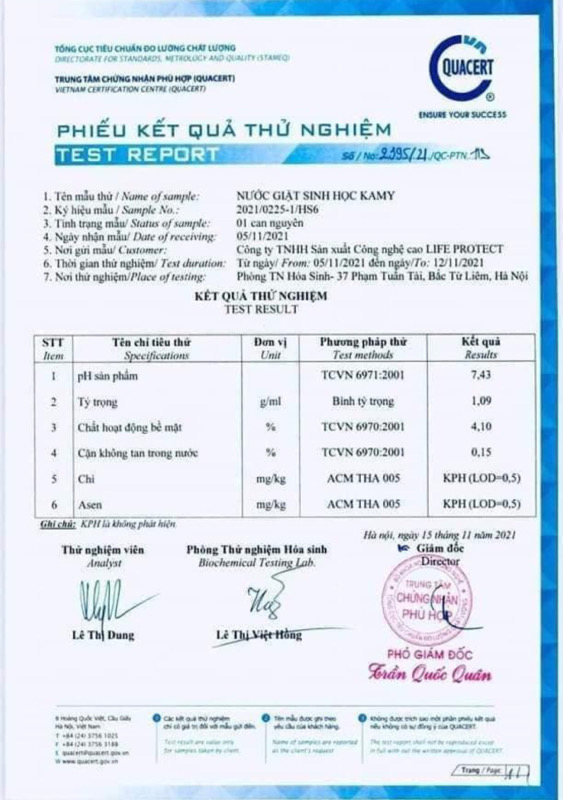 TỔNG CỤC TIÊU CHUẨN ĐO LƯỜNG CHẤT LƯỢNG
DIRECTORATE FOR STANDARDS, METROLOGY AND QUALITY (STAMEQ)
TRUNG TÂM CHỨNG NHẬN PHÙ HỢP (QUACERT)
VIETNAM CERTIFICATION CENTRE (QUACERT)
QUACERT
®
ENSURE YOUR SUCCESS
PHIẾU KẾT QUẢ THỬ NGHIỆM
TEST REPORT
Số / No: 2395/21/QC-PTN
1. Tên mẫu thử / Name of sample: NƯỚC GIẶT SINH HỌC KAMY
2. Ký hiệu mẫu / Sample No.: 2021/0225-1/HS6
3. Tình trạng mẫu/ Status of sample: 01 can nguyên
4. Ngày nhận mẫu/ Date of receiving: 05/11/2021
5. Nơi gửi mẫu/ Customer: Công ty TNHH Sản xuất Công nghệ cao LIFE PROTECT
6. Thời gian thử nghiệm/ Test duration: Từ ngày/ From: 05/11/2021 đến ngày/To: 12/11/2021
7. Nơi thử nghiệm/Place of testing: Phòng TN Hóa Sinh- 37 Phạm Tuấn Tài, Bắc Từ Liêm, Hà Nội
KẾT QUẢ THỬ NGHIỆM
TEST RESULT
STT Tên chỉ tiêu thử Đơn vị Phương pháp thử Kết quả
Item Specifications Unit Test methods Results
1 pH sản phẩm TCVN 6971:2001 7,43
2 Tỷ trọng g/ml Bình tỷ trọng 1,09
3 Chất hoạt động bề mặt % TCVN 6970:2001 4,10
4 Cặn không tan trong nước % TCVN 6970:2001 0,15
5 Chì mg/kg ACM THA 005 KPH (LOD=0,5)
6 Asen mg/kg ACM THA 005 KPH (LOD=0,5)
Ghi chú: KPH là không phát hiện
Hà nội, ngày 15 tháng 11 năm 2021
Thử nghiệm viên Phòng Thử nghiệm Hóa sinh Giám đốc
Analyst Biochemical Testing Lab. Director
TRUNG TÂM
CHỨNG NHẬN
PHÙ HỢP
Lê Thị Dung Lê Thị Việt Hồng
PHÓ GIÁM ĐỐC
Trần Quốc Quân
8 Hoàng Quốc Việt, Cầu Giấy
Hà Nội, Việt Nam
T +84 (24) 3756 1025
F +84 (24) 3756 3188
E quacert@quacert.gov.vn
W www.quacert.gov.vn
1 Các kết quả thử nghiệm
chỉ có giá trị đối với mẫu gửi đến.
Test result are value only
for samples taken by client.
2 Tên mẫu được ghi theo
yêu cầu của khách hàng.
Name of samples are reported
as the client's request
3 Không được trích sao một phần phiếu kết quả
nếu không có sự đồng ý của QUACERT.
The test report shall not be reproduced except
in full with out the written approval of QUACERT
Trang / Page: 1/1